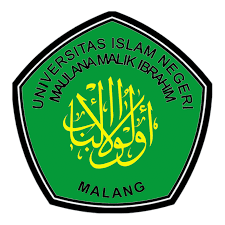 UNIVERSITAS ISLAM NEGERI
MAULANA MALIK IBRAHIM
أولو الألباب
MALANG